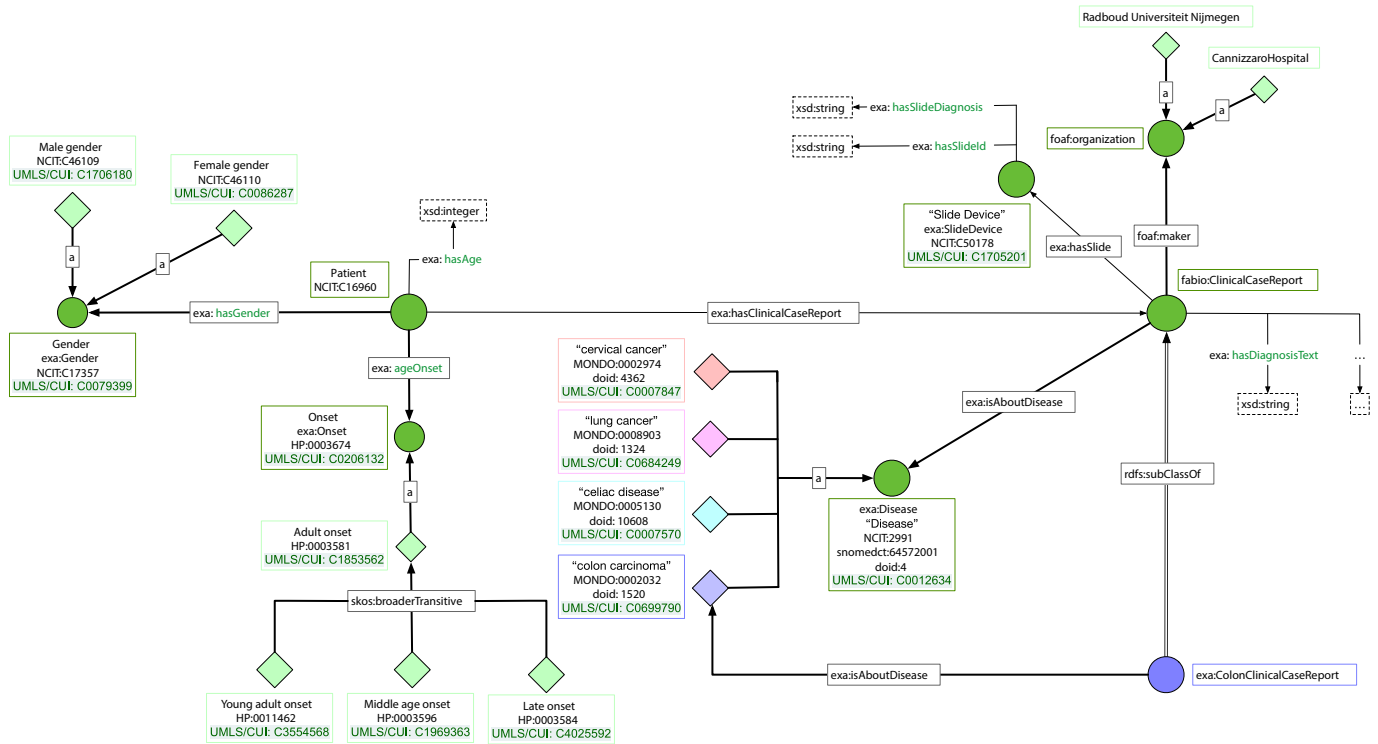 Radboud Universiteit Nijmegen
CannizzaroHospital
a
a
foaf:organization
xsd:string
exa: hasSlideDiagnosis
xsd:string
exa: hasSlideId
Male gender
NCIT:C46109
UMLS/CUI: C1706180
Female gender
NCIT:C46110
UMLS/CUI: C0086287
a
a
xsd:integer
exa: hasAge
"Slide Device"
exa:SlideDevice
NCIT:C50178
UMLS/CUI: C1705201
exa:hasSlide
foaf:maker
Patient
NCIT:C16960
fabio:ClinicalCaseReport
exa: hasGender
exa:hasClinicalCaseReport
Gender
exa:Gender
NCIT:C17357
UMLS/CUI: C0079399
exa: ageOnset
exa: hasDiagnosisText
...
xsd:string
...
"cervical cancer"
MONDO:0002974
doid: 4362
UMLS/CUI: C0007847
exa:isAboutDisease
Onset
exa:Onset
HP:0003674
UMLS/CUI: C0206132
"lung cancer"
MONDO:0008903
doid: 1324
UMLS/CUI: C0684249
a
a
rdfs:subClassOf
"celiac disease"
MONDO:0005130
doid: 10608
UMLS/CUI: C0007570
exa:Disease
"Disease"
NCIT:2991
snomedct:64572001
doid:4
UMLS/CUI: C0012634
Adult onset
HP:0003581
UMLS/CUI: C1853562
"colon carcinoma"
MONDO:0002032
doid: 1520
UMLS/CUI: C0699790
skos:broaderTransitive
exa:isAboutDisease
exa:ColonClinicalCaseReport
Young adult onset
HP:0011462
UMLS/CUI: C3554568
Middle age onset
HP:0003596
UMLS/CUI: C1969363
Late onset
HP:0003584
UMLS/CUI: C4025592